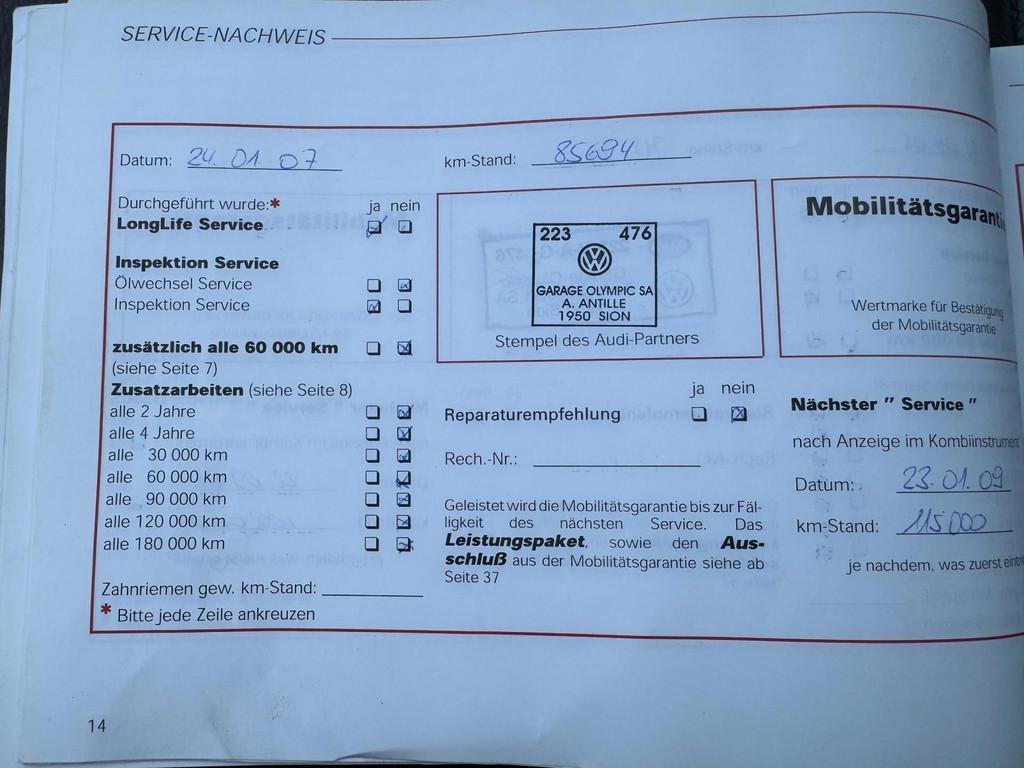 SERVICE-NACHWEIS
Datum: 24.01.07
km-Stand: 85694
Durchgeführt wurde:*
ja nein
LongLife Service
Inspektion Service
Ölwechsel Service
Inspektion Service
zusätzlich alle 60 000 km
(siehe Seite 7)
Zusatzarbeiten (siehe Seite 8)
alle 2 Jahre
alle 4 Jahre
alle 30 000 km
alle 60 000 km
alle 90 000 km
alle 120 000 km
alle 180 000 km
Zahnriemen gew. km-Stand:
* Bitte jede Zeile ankreuzen
223 476
GARAGE OLYMPIC SA
A. ANTILLE
1950 SION
Stempel des Audi-Partners
ja nein
Reparaturempfehlung
Rech.-Nr.:
Geleistet wird die Mobilitätsgarantie bis zur Fäl-
ligkeit des nächsten Service. Das
Leistungspaket, sowie den Aus-
schluß aus der Mobilitätsgarantie siehe ab
Seite 37
Mobilitätsgaranti
Wertmarke für Bestätigung
der Mobilitätsgarantie
Nächster " Service "
nach Anzeige im Kombiinstrument
Datum: 23.01.09
km-Stand: 115000
je nachdem, was zuerst eintri
14